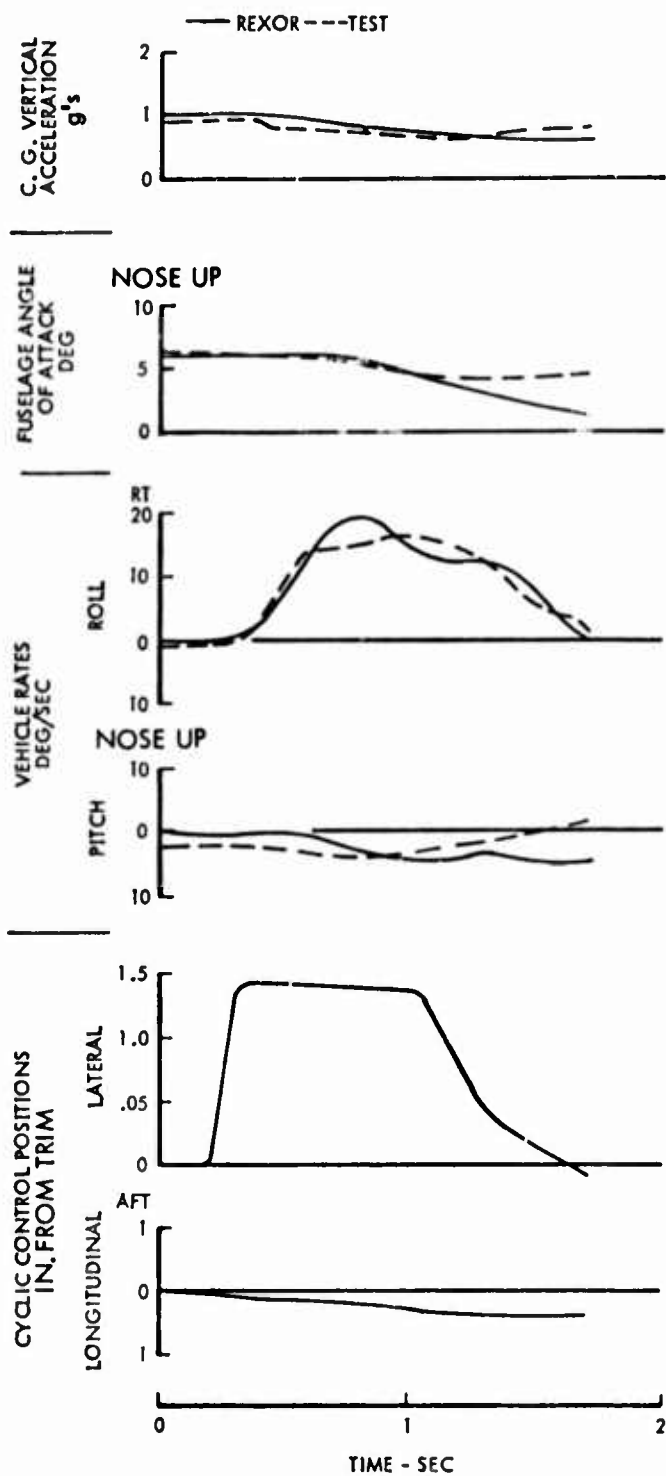 REXOR TEST
C. G. VERTICAL
ACCELERATION
g's
2
1
0
FUSELAGE ANGLE
OF ATTACK
DEG
NOSE UP
10
5
0
VEHICLE RATES
DEG/SEC
ROLL
RT
20
10
0
10
NOSE UP
PITCH
10
0
10
CYCLIC CONTROL POSITIONS
IN. FROM TRIM
LATERAL
1.5
1.0
.05
0
AFT
LONGITUDINAL
1
0
1
0
1
2
TIME - SEC